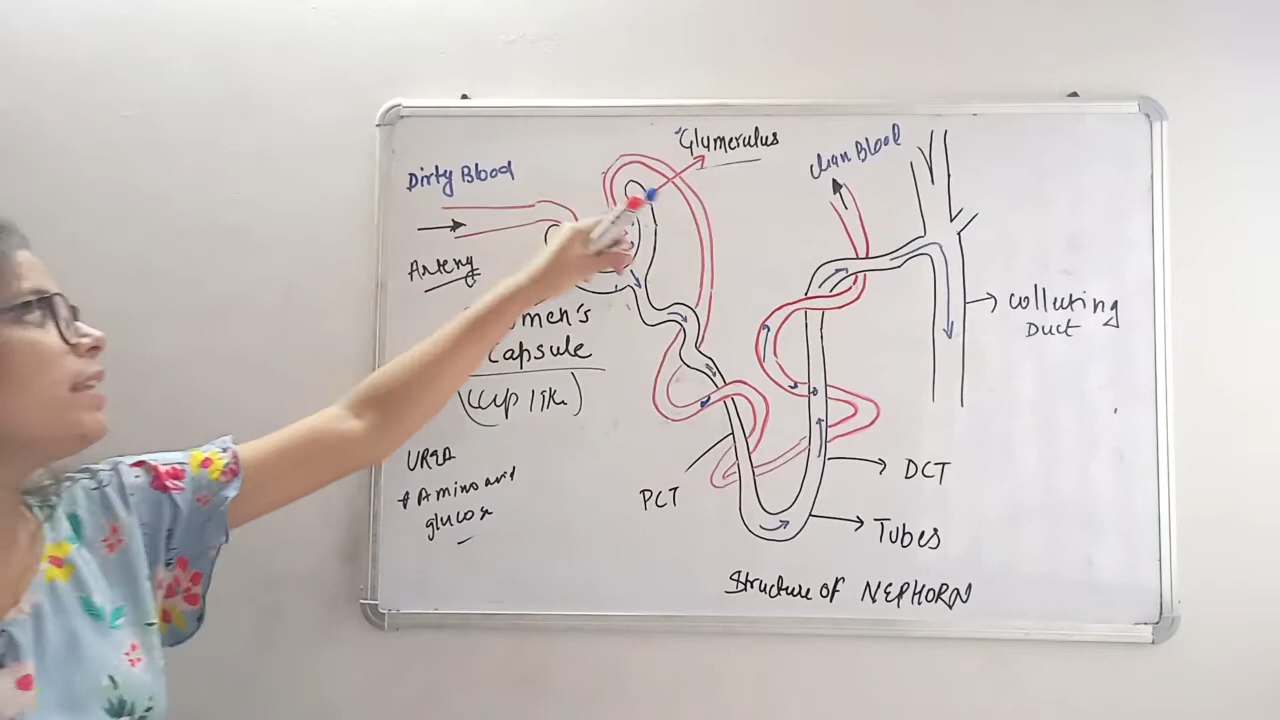 Glumerulus
Dirty Blood
clean Blood
Artery
collecting
Duct
men's
Capsule
(cup like)
UREA
Amino acid
glucose
PCT
DCT
Tubes
Structure of NEPHORN